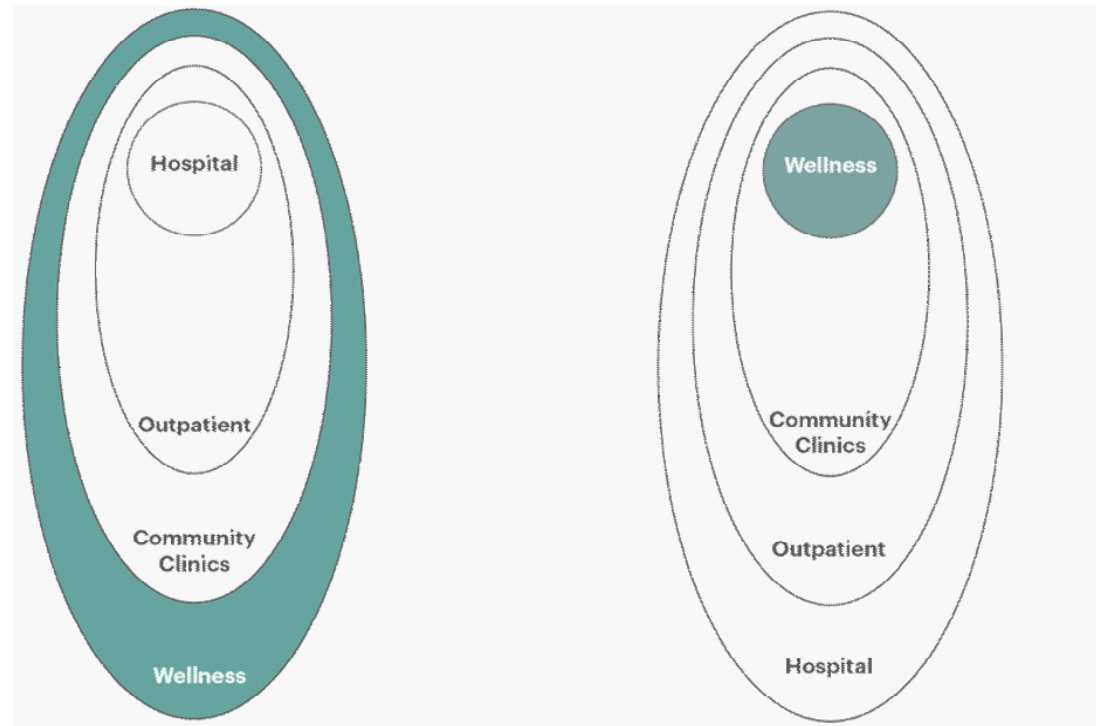 Hospital
Outpatient
Community
Clinics
Wellness
Wellness
Community
Clinics
Outpatient
Hospital